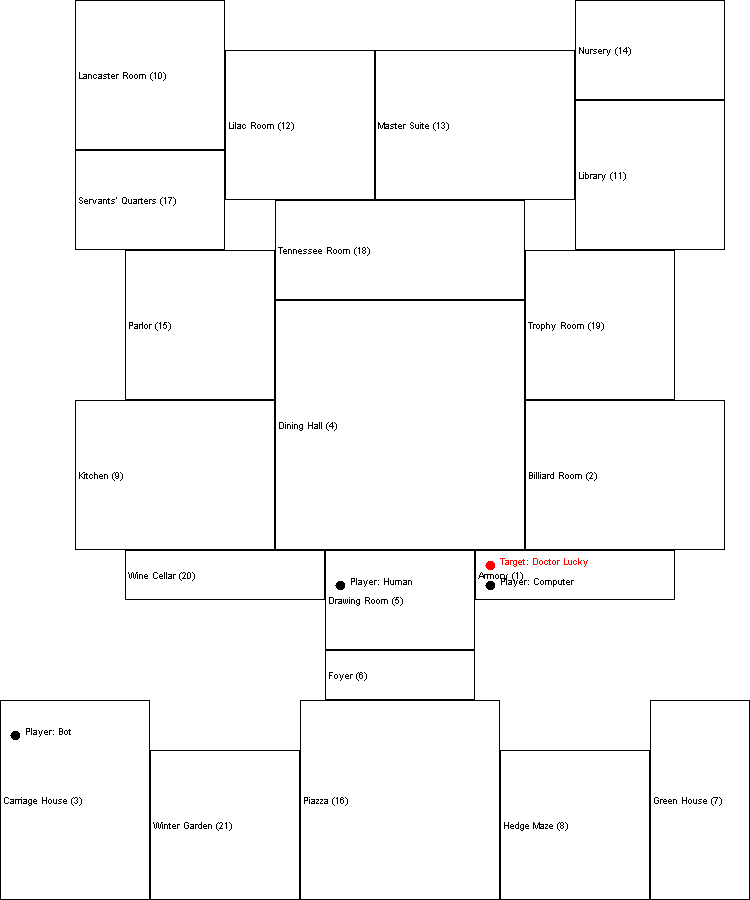 Nursery (14)
Lancaster Room (10)
Lilac Room (12)
Master Suite (13)
Library (11)
Servants' Quarters (17)
Tennessee Room (18)
Parlor (15)
Trophy Room (19)
Dining Hall (4)
Kitchen (9)
Billiard Room (2)
Target: Doctor Lucky
Wine Cellar (20)
Armory (1)
Player: Human
Player: Computer
Drawing Room (5)
Foyer (6)
Player: Bot
Carriage House (3)
Piazza (16)
Green House (7)
Winter Garden (21)
Hedge Maze (8)